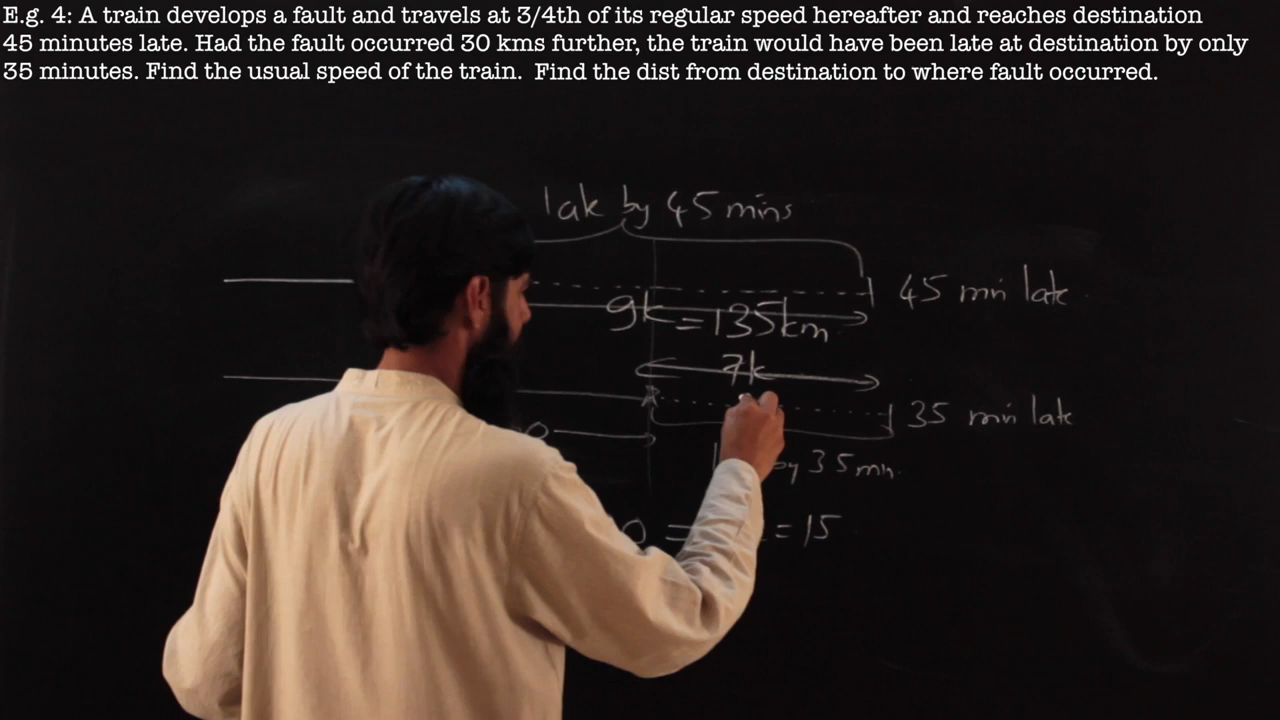 E.g. 4: A train develops a fault and travels at 3/4th of its regular speed hereafter and reaches destination
45 minutes late. Had the fault occurred 30 kms further, the train would have been late at destination by only
35 minutes. Find the usual speed of the train. Find the dist from destination to where fault occurred.
late by 45 mins
45 min late
9k = 135km
7k
35 min late
by 35 min.
0 = = 15